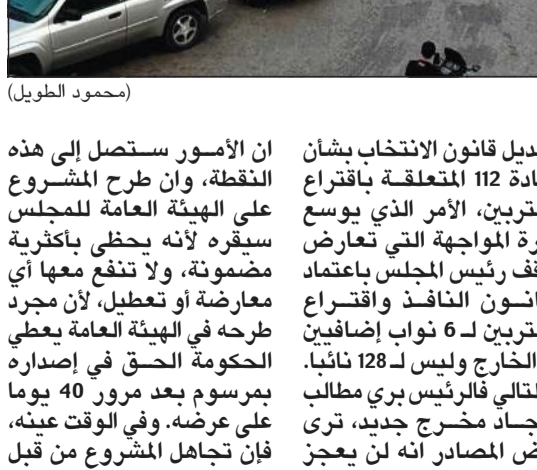 (محمود الطويل)
ديل قانون الانتخاب بشأن
ادة 112 المتعلقة باقتراع
تربين، الأمر الذي يوسع
رة المواجهة التي تعارض
قف رئيس المجلس باعتماد
انون النافذ واقتراع
تربين لـ 6 نواب إضافيين
الخارج وليس لـ 128 نائبا.
لتالي فالرئيس بري مطالب
جاد مخرج جديد، ترى
ض المصادر انه لن يعجز
ان الأمور ستصل إلى هذه
النقطة، وان طرح المشروع
على الهيئة العامة للمجلس
سيقره لأنه يحظى بأكثرية
مضمونة، ولا تنفع معها أي
معارضة أو تعطيل، لأن مجرد
طرحه في الهيئة العامة يعطي
الحكومة الحق في إصداره
بمرسوم بعد مرور 40 يوما
على عرضه. وفي الوقت عينه،
فإن تجاهل المشروع من قبل